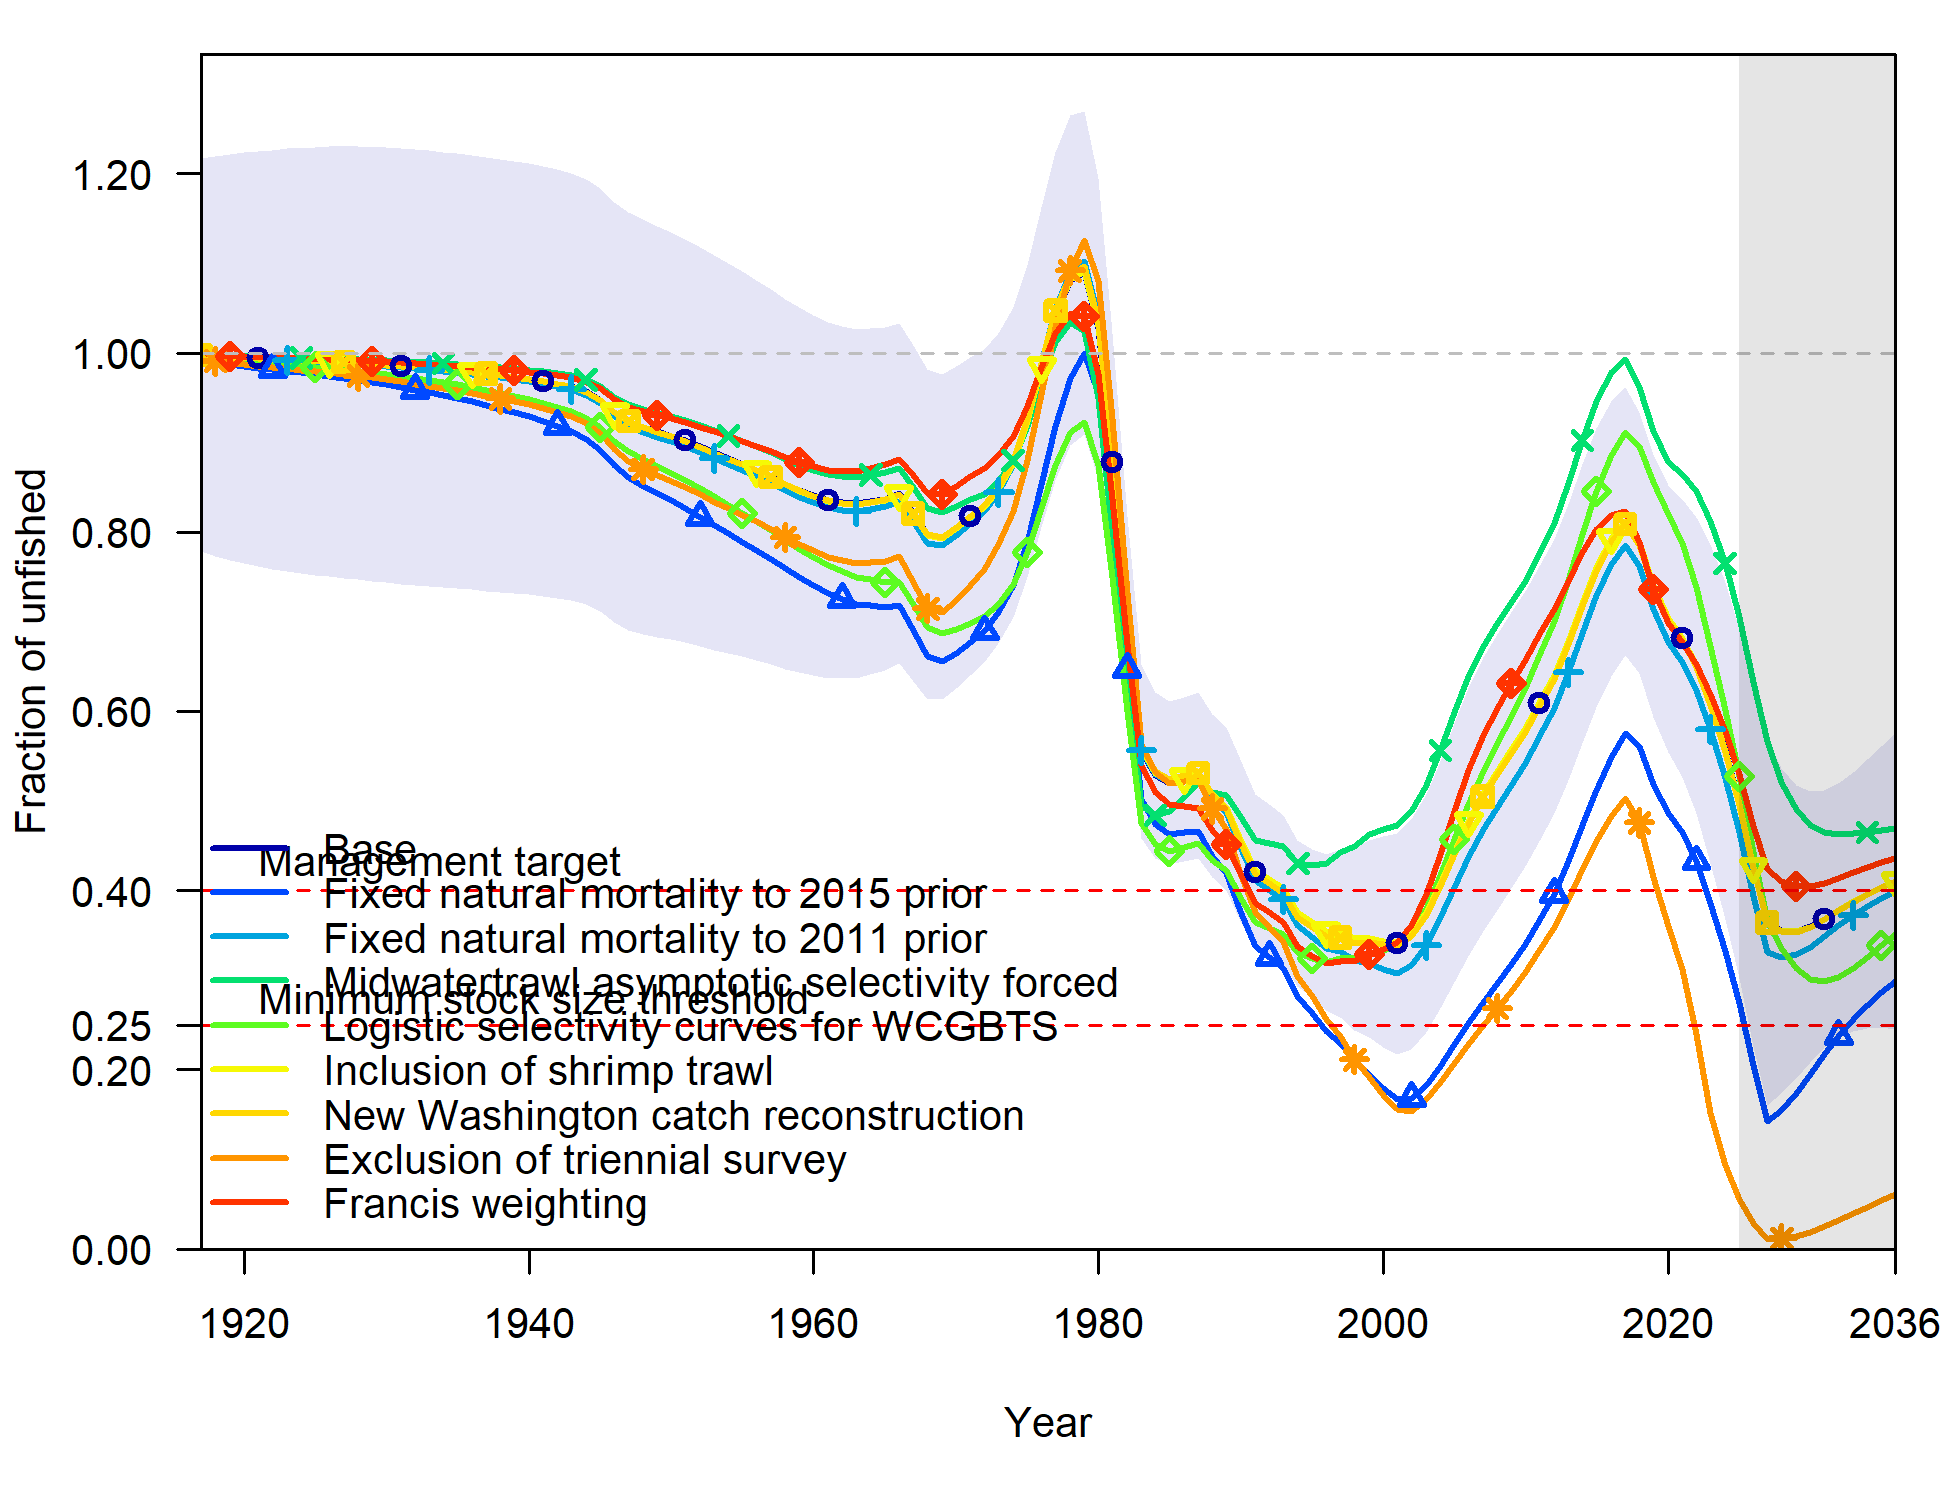 1.20
1.00
0.80
0.60
0.40
0.25
0.20
0.00
Fraction of unfished
Base
Management target
Fixed natural mortality to 2015 prior
Fixed natural mortality to 2011 prior
Midwatertrawl asymptotic selectivity forced
Minimum stock size threshold
Logistic selectivity curves for WCGBTS
Inclusion of shrimp trawl
New Washington catch reconstruction
Exclusion of triennial survey
Francis weighting
1920 1940 1960 1980 2000 2020 2036
Year